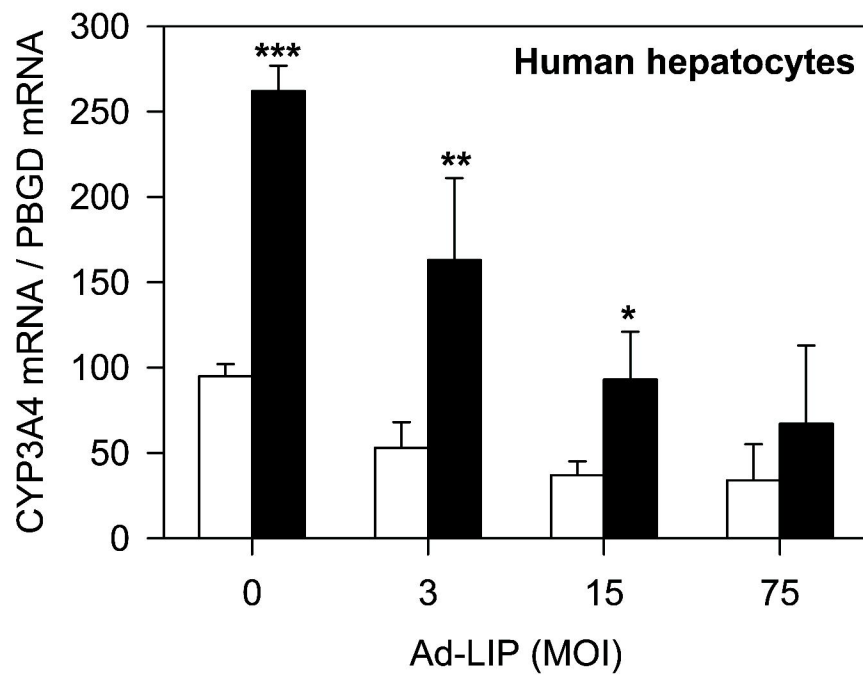 CYP3A4 mRNA / PBGD mRNA
300
250
200
150
100
50
0
Human hepatocytes
***
**
*
0 3 15 75
Ad-LIP (MOI)